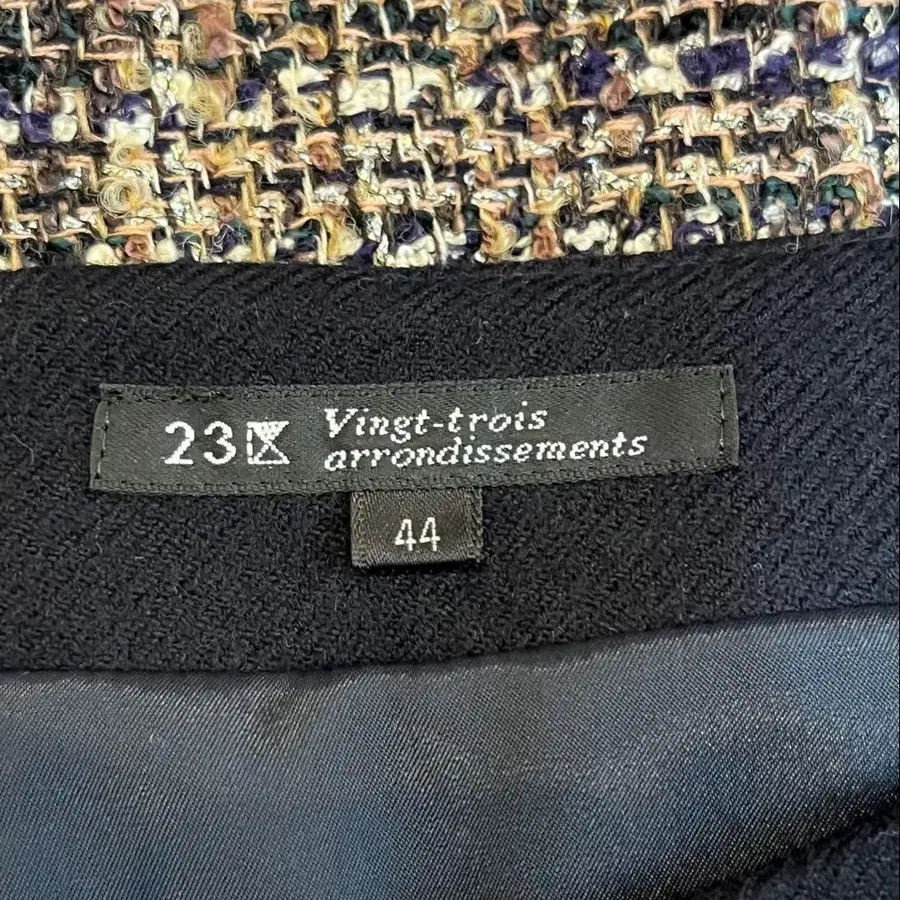 23区 Vingt-trois
arrondissements
44